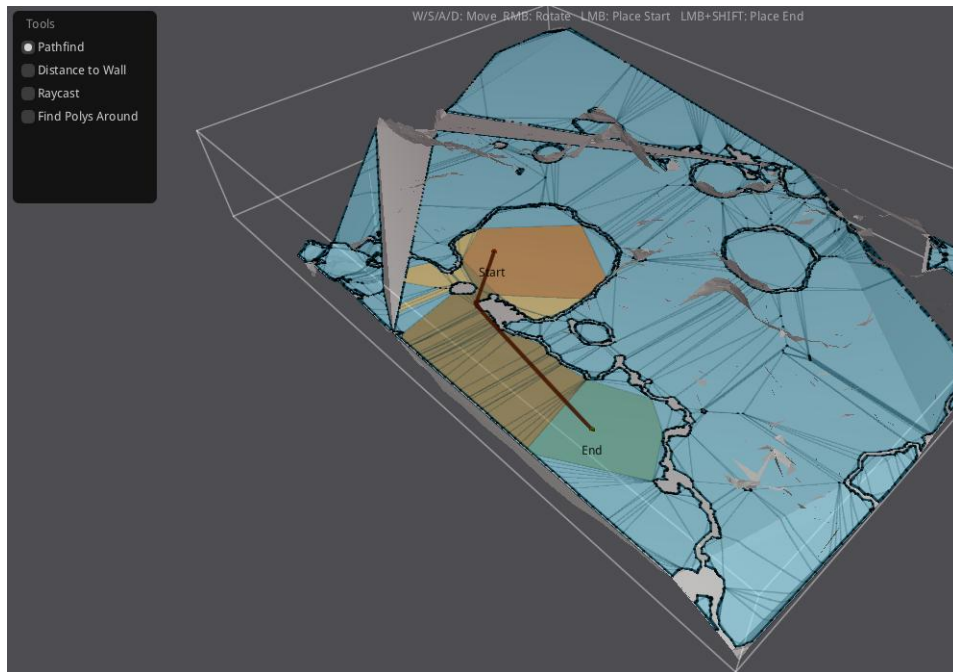 W/S/A/D: Move RMB: Rotate LMB: Place Start LMB+SHIFT: Place End
Tools
Pathfind
Distance to Wall
Raycast
Find Polys Around
Start
End